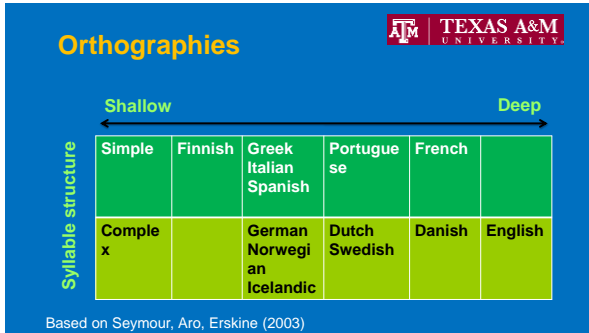 Orthographies
ĀM TEXAS A&M
UNIVERSITY®
Shallow
Deep
Syllable structure
Simple
Finnish
Greek
Italian
Spanish
Portugue
se
French
Comple
x
German
Norwegi
an
Icelandic
Dutch
Swedish
Danish
English
Based on Seymour, Aro, Erskine (2003)